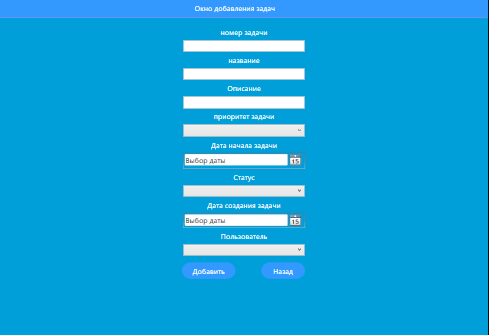 Окно добавления задач
номер задачи
название
Описание
приоритет задачи
Дата начала задачи
Выбор даты 15
Статус
Дата создания задачи
Выбор даты 15
Пользователь
Добавить Назад